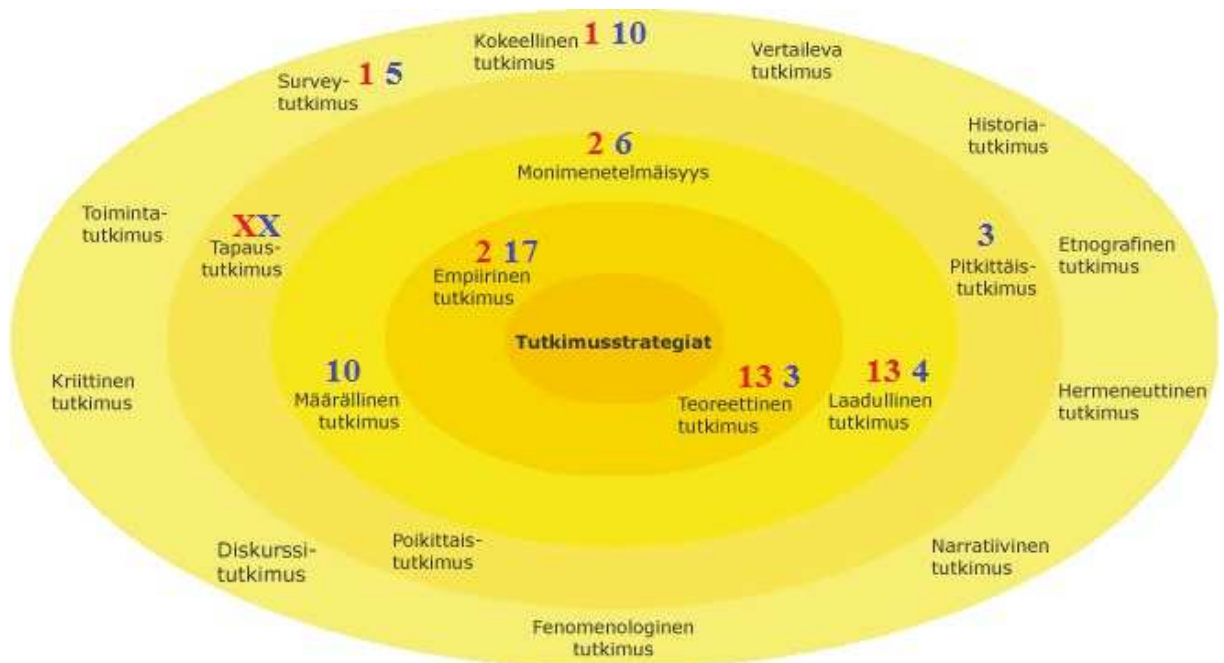 Kokeellinen 1 10
tutkimus
Vertaileva
tutkimus
Survey- 1 5
tutkimus
Historia-
tutkimus
2 6
Monimenetelmäisyys
Toiminta-
tutkimus
XX
Tapaus-
tutkimus
2 17
Empiirinen
tutkimus
3
Pitkittäis-
tutkimus
Etnografinen
tutkimus
Tutkimusstrategiat
Kriittinen
tutkimus
10
Määrällinen
tutkimus
13 3
Teoreettinen
tutkimus
13 4
Laadullinen
tutkimus
Hermeneuttinen
tutkimus
Diskurssi-
tutkimus
Poikittais-
tutkimus
Narratiivinen
tutkimus
Fenomenologinen
tutkimus